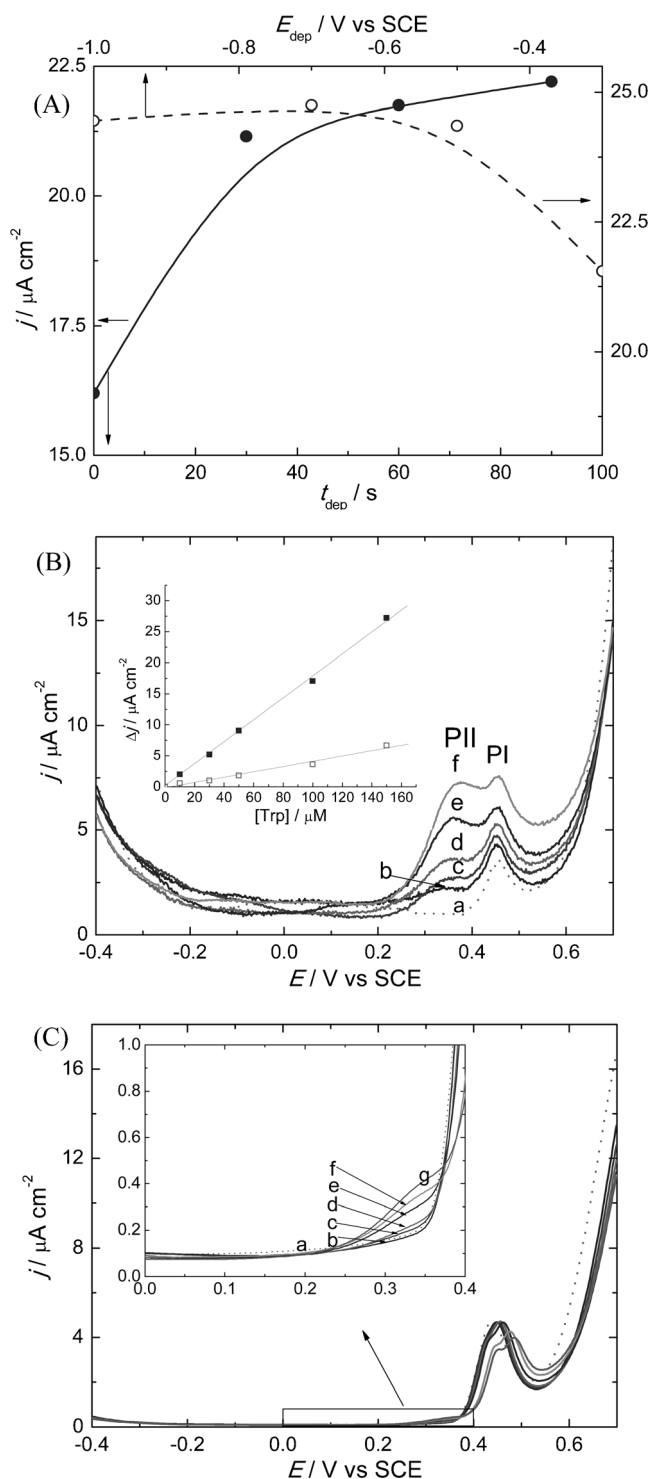 E_dep / V vs SCE
-1.0 -0.8 -0.6 -0.4
(A)
22.5
20.0
17.5
15.0
j / μA cm⁻²
25.0
22.5
20.0
0 20 40 60 80 100
t_dep / s
(B)
15
10
5
0
j / μA cm⁻²
30
25
20
15
10
5
0
Δj / μA cm⁻²
0 20 40 60 80 100 120 140 160
[Trp] / μM
PII PI
f
e
d
c
b
a
-0.4 -0.2 0.0 0.2 0.4 0.6
E / V vs SCE
(C)
16
12
8
4
0
j / μA cm⁻²
1.0
0.8
0.6
0.4
0.2
0.0
f g
e
d
c
b
a
0.0 0.1 0.2 0.3 0.4
-0.4 -0.2 0.0 0.2 0.4 0.6
E / V vs SCE